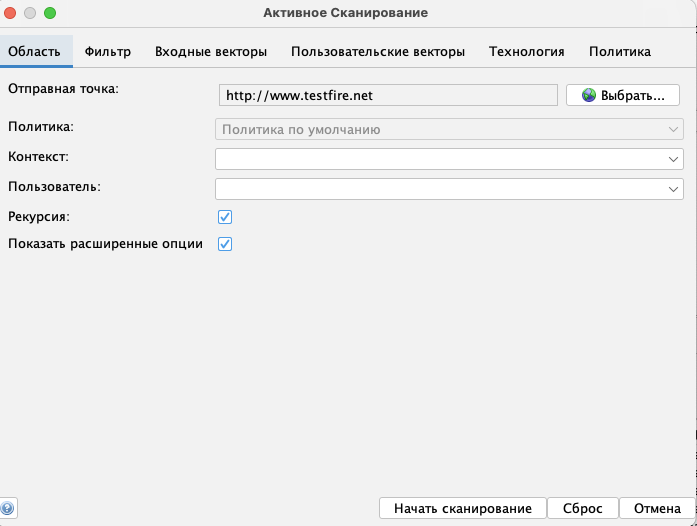 Активное Сканирование
Область Фильтр Входные векторы Пользовательские векторы Технология Политика
Отправная точка: http://www.testfire.net Выбрать...
Политика: Политика по умолчанию
Контекст:
Пользователь:
Рекурсия:
Показать расширенные опции
Начать сканирование Сброс Отмена